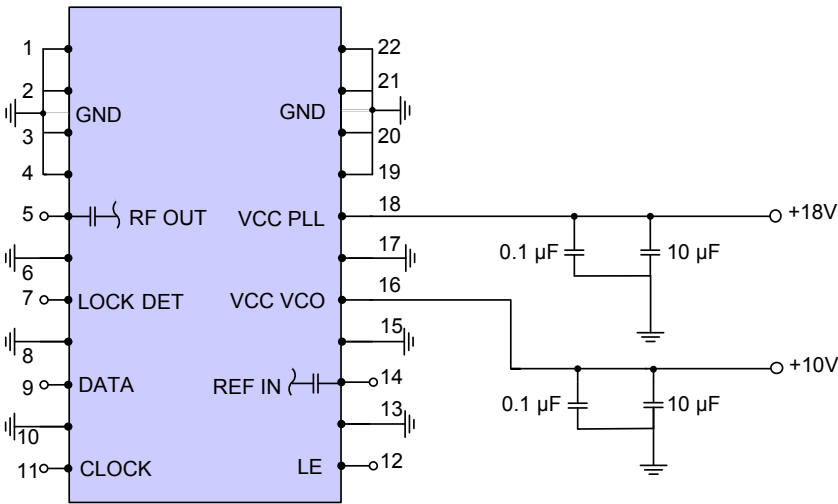 1 22
2 21
GND GND
3 20
4 19
5 RF OUT VCC PLL 18 +18V
6 17 0.1 µF 10 µF
7 LOCK DET VCC VCO 16
8 15
9 DATA REF IN 14 +10V
10 13 0.1 µF 10 µF
11 CLOCK LE 12